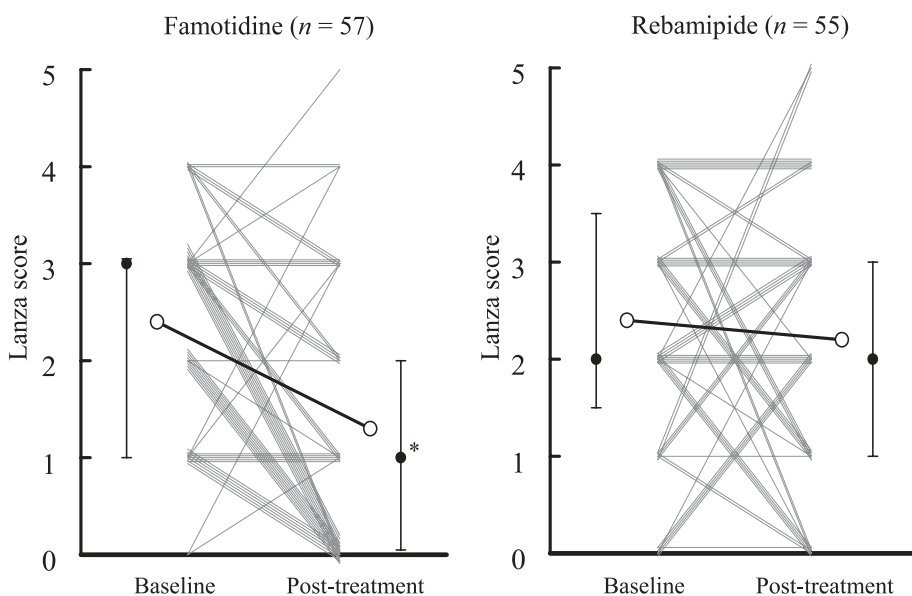 Famotidine (n = 57)
Lanza score
5
4
3
2
1
0
*
Baseline
Post-treatment
Rebamipide (n = 55)
Lanza score
5
4
3
2
1
0
Baseline
Post-treatment